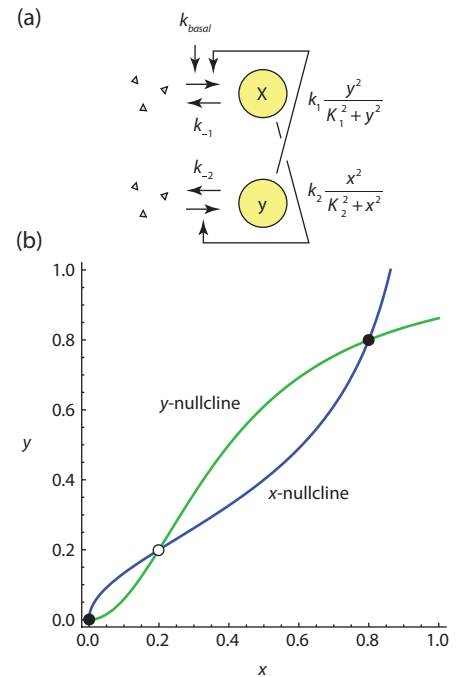 (a)
k_basal
X
k_1 y^2 / (K_1^2 + y^2)
k_{-1}
k_{-2}
y
k_2 x^2 / (K_2^2 + x^2)
(b)
1.0
0.8
y-nullcline
0.6
y
x-nullcline
0.4
0.2
0.0
0.0 0.2 0.4 0.6 0.8 1.0
x